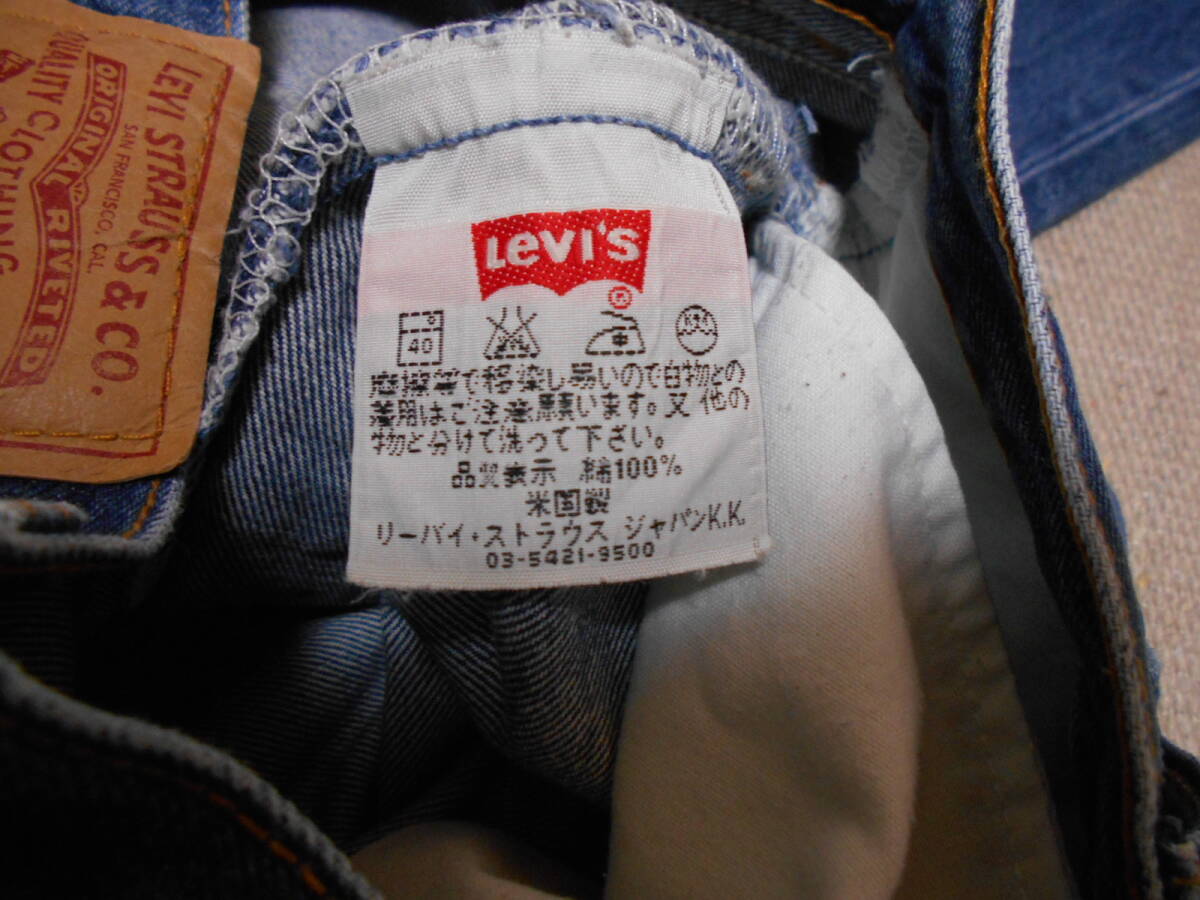 LEVI STRAUSS & CO.
SAN FRANCISCO, CAL.
ORIGINAL RIVETED
QUALITY CLOTHING
Levi's
®
40
摩擦等で移染し易いので白物との
着用はご注意願います。又他の
物と分けて洗って下さい。
品質表示 綿100%
米国製
リーバイ・ストラウス ジャパンK.K.
03-5421-9500